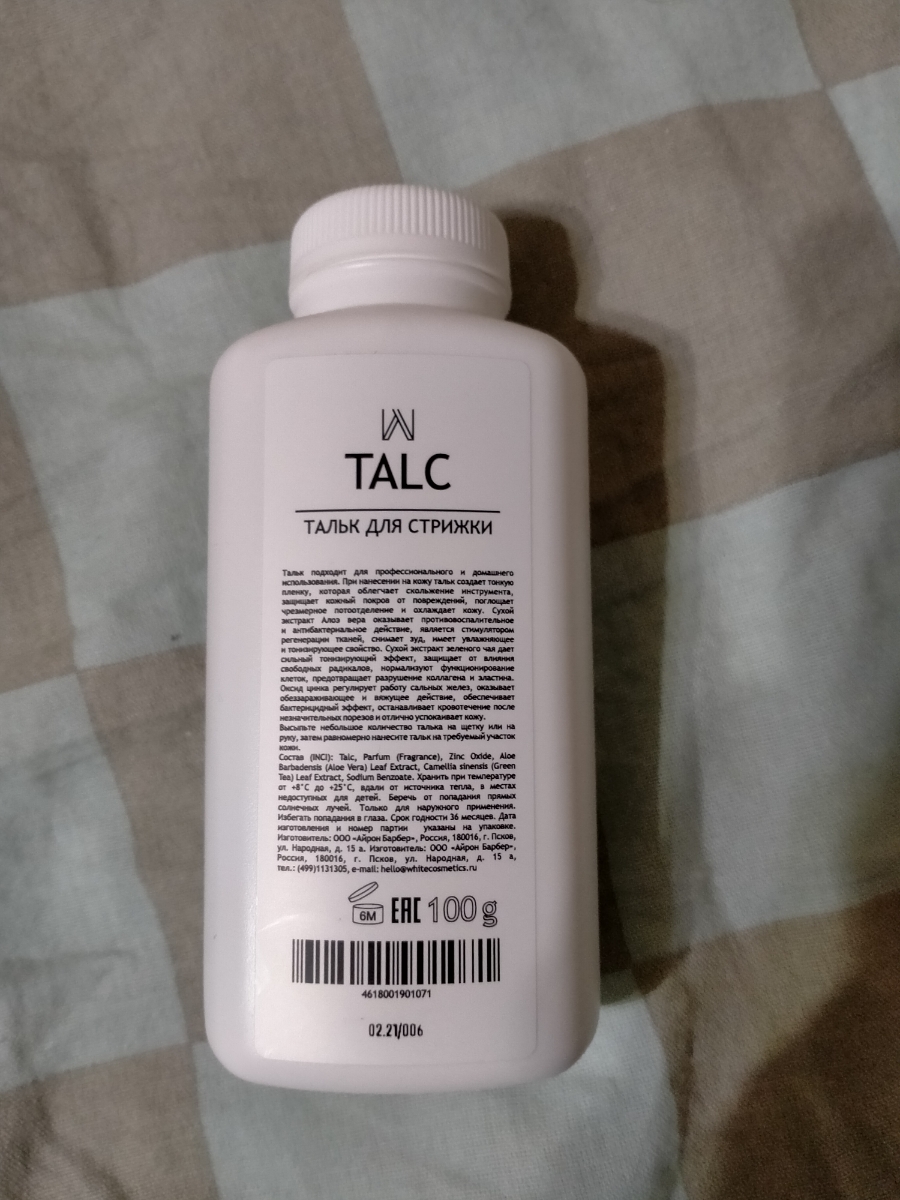 W
TALC
ТАЛЬК ДЛЯ СТРИЖКИ
Тальк подходит для профессионального и домашнего
использования. При нанесении на кожу тальк создает тонкую
пленку, которая облегчает скольжение инструмента,
защищает кожный покров от повреждений, поглощает
чрезмерное потоотделение и охлаждает кожу. Сухой
экстракт Алоэ вера оказывает противовоспалительное
и антибактериальное действие, является стимулятором
регенерации тканей, снимает зуд, имеет увлажняющее
и тонизирующее свойство. Сухой экстракт зеленого чая дает
сильный тонизирующий эффект, защищает от влияния
свободных радикалов, нормализуют функционирование
клеток, предотвращает разрушение коллагена и эластина.
Оксид цинка регулирует работу сальных желез, оказывает
обеззараживающее и вяжущее действие, обеспечивает
бактерицидный эффект, останавливает кровотечение после
незначительных порезов и отлично успокаивает кожу.
Высыпьте небольшое количество талька на щетку или на
руку, затем равномерно нанесите тальк на требуемый участок
кожи.
Состав (INCI): Talc, Parfum (Fragrance), Zinc Oxide, Aloe
Barbadensis (Aloe Vera) Leaf Extract, Camellia sinensis (Green
Tea) Leaf Extract, Sodium Benzoate. Хранить при температуре
от +8°С до +25°С, вдали от источника тепла, в местах
недоступных для детей. Беречь от попадания прямых
солнечных лучей. Только для наружного применения.
Избегать попадания в глаза. Срок годности 36 месяцев. Дата
изготовления и номер партии указаны на упаковке.
Изготовитель: ООО «Айрон Барбер», Россия, 180016, г. Псков,
ул. Народная, д. 15 а. Изготовитель: ООО «Айрон Барбер»,
Россия, 180016, г. Псков, ул. Народная, д. 15 а,
тел.: (499)1131305, e-mail: hello@whitecosmetics.ru
6M EAC 100 g
4618001901071
02.21/006